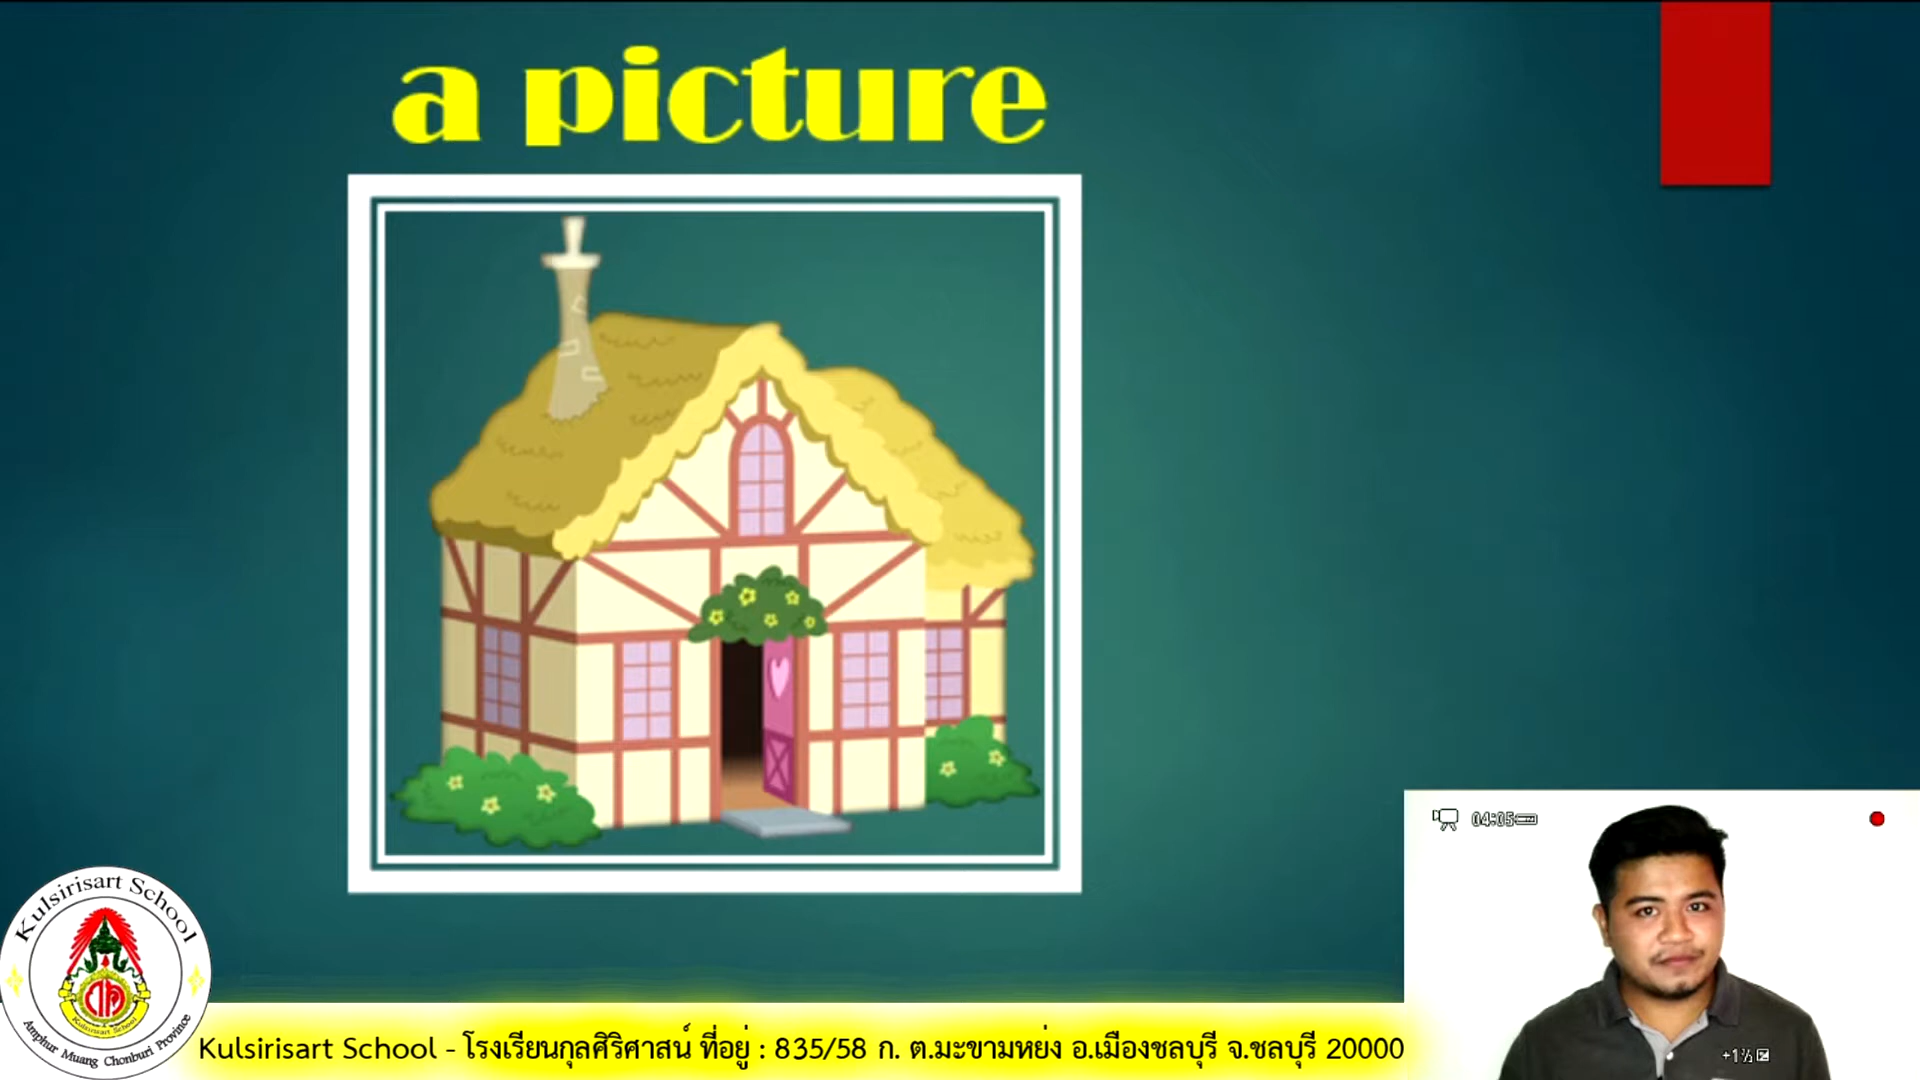 a picture
04:05
Kulsirisart School
Amphur Muang Chonburi Province
Kulsirisart School - โรงเรียนกุลศิริศาสน์ ที่อยู่ : 835/58 ก. ต.มะขามหย่ง อ.เมืองชลบุรี จ.ชลบุรี 20000